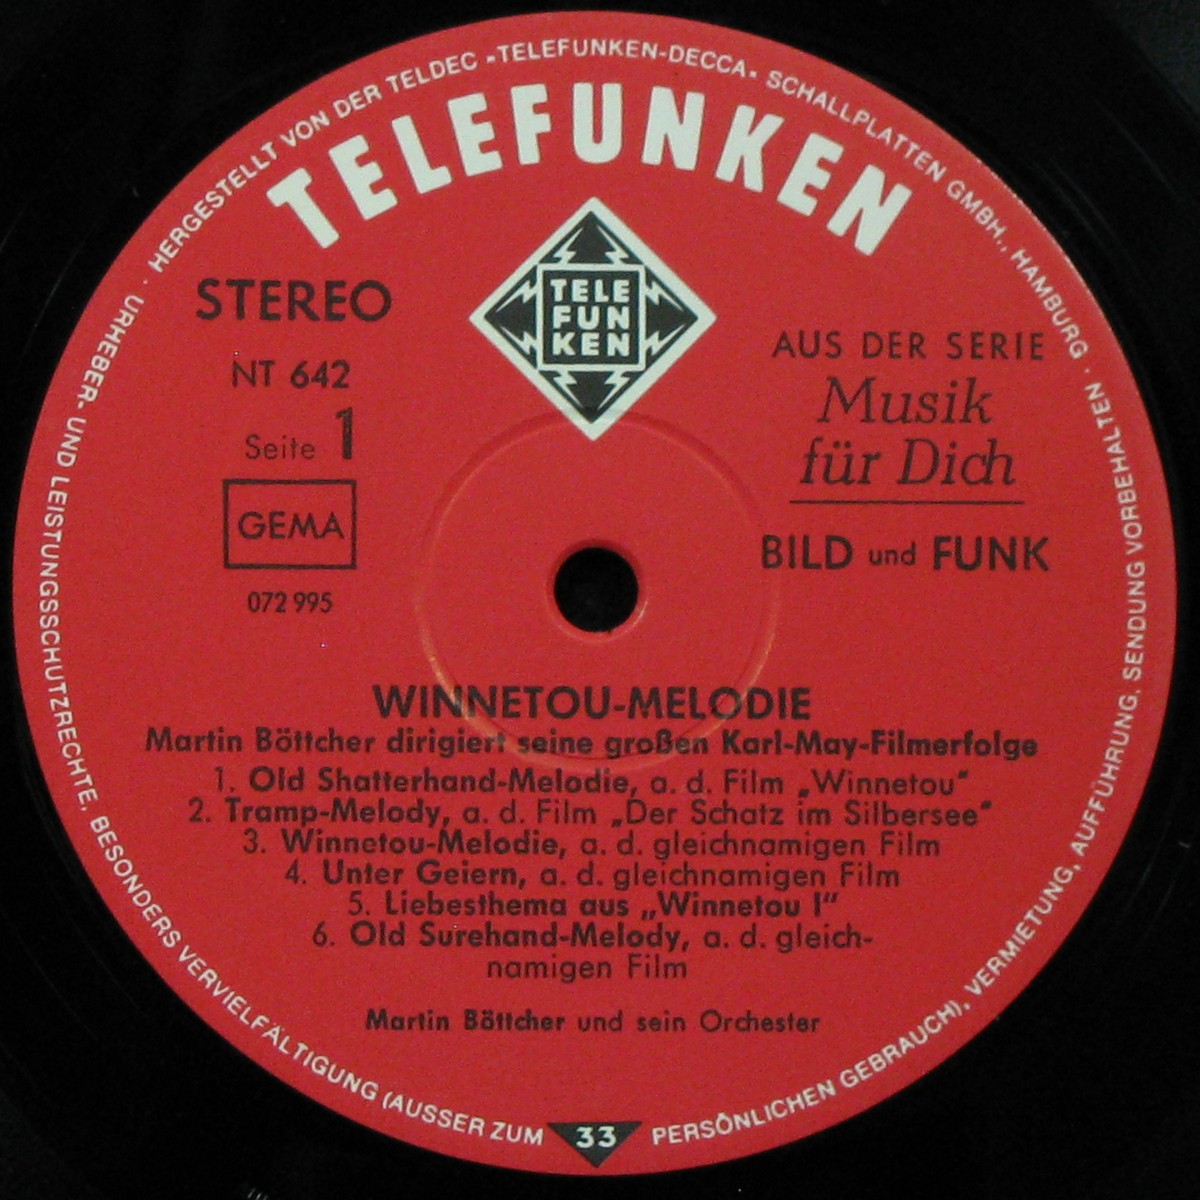 HERGESTELLT VON DER TELDEC „TELEFUNKEN-DECCA“ SCHALLPLATTEN GMBH., HAMBURG ·
URHEBER- UND LEISTUNGSSCHUTZRECHTE, BESONDERS VERVIELFÄLTIGUNG (AUSSER ZUM PERSÖNLICHEN GEBRAUCH), VERMIETUNG, AUFFÜHRUNG, SENDUNG VORBEHALTEN ·
TELEFUNKEN
TELE
FUN
KEN
STEREO
NT 642
Seite 1
GEMA
072 995
AUS DER SERIE
Musik
für Dich
BILD und FUNK
WINNETOU-MELODIE
Martin Böttcher dirigiert seine großen Karl-May-Filmerfolge
1. Old Shatterhand-Melodie, a. d. Film „Winnetou“
2. Tramp-Melody, a. d. Film „Der Schatz im Silbersee“
3. Winnetou-Melodie, a. d. gleichnamigen Film
4. Unter Geiern, a. d. gleichnamigen Film
5. Liebesthema aus „Winnetou I“
6. Old Surehand-Melody, a. d. gleich-
namigen Film
Martin Böttcher und sein Orchester
33